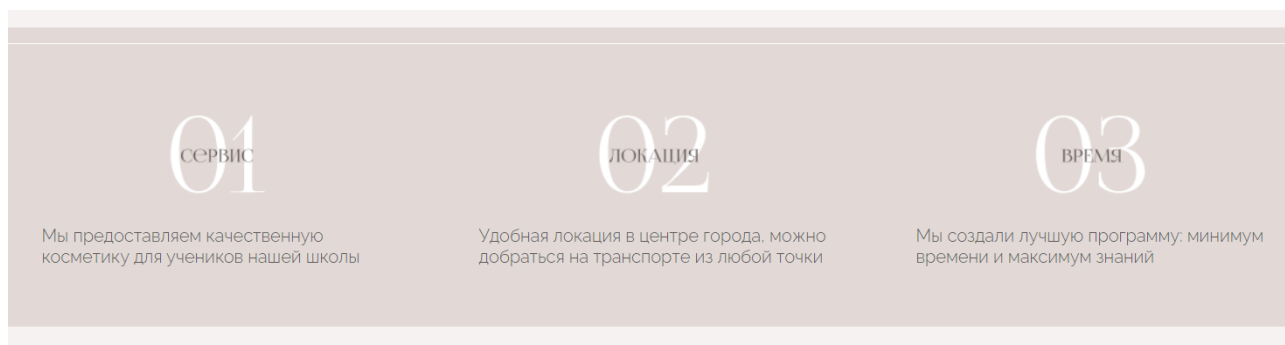 01
СЕРВИС
Мы предоставляем качественную
косметику для учеников нашей школы
02
ЛОКАЦИЯ
Удобная локация в центре города, можно
добраться на транспорте из любой точки
03
ВРЕМЯ
Мы создали лучшую программу: минимум
времени и максимум знаний